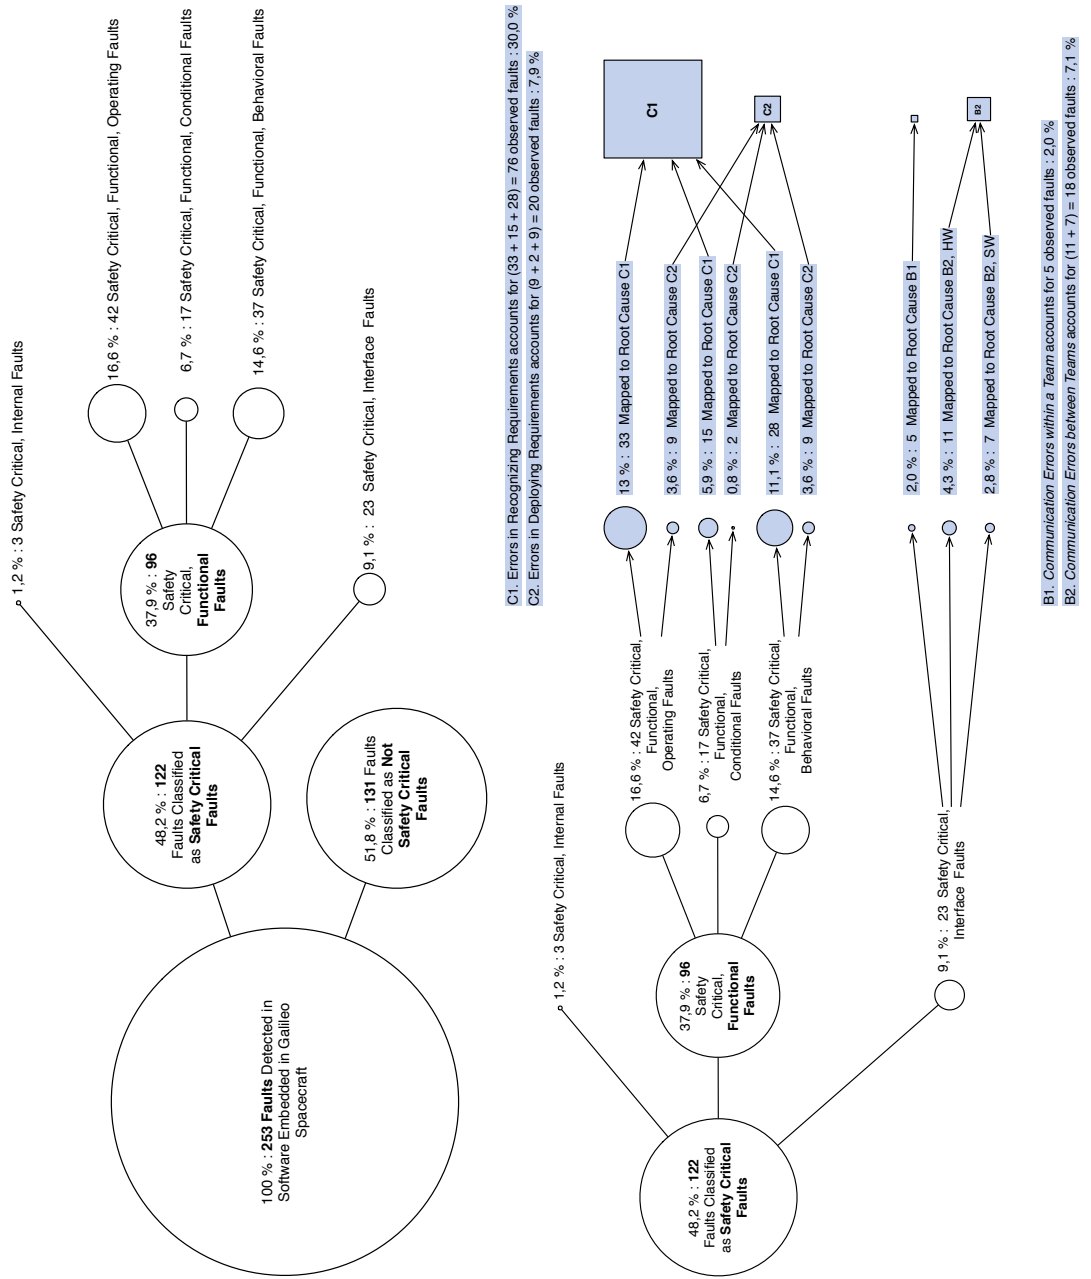 1,2 % : 3 Safety Critical, Internal Faults
16,6 % : 42 Safety Critical, Functional, Operating Faults
6,7 % : 17 Safety Critical, Functional, Conditional Faults
14,6 % : 37 Safety Critical, Functional, Behavioral Faults
37,9 % : 96
Safety
Critical,
Functional
Faults
9,1 % : 23 Safety Critical, Interface Faults
48,2 % : 122
Faults Classified
as Safety Critical
Faults
51,8 % : 131 Faults
Classified as Not
Safety Critical
Faults
100 % : 253 Faults Detected in
Software Embedded in Galileo
Spacecraft
C1. Errors in Recognizing Requirements accounts for (33 + 15 + 28) = 76 observed faults : 30,0 %
C2. Errors in Deploying Requirements accounts for (9 + 2 + 9) = 20 observed faults : 7,9 %
1,2 % : 3 Safety Critical, Internal Faults
48,2 % : 122
Faults Classified
as Safety Critical
Faults
37,9 % : 96
Safety
Critical,
Functional
Faults
16,6 % : 42 Safety Critical,
Functional,
Operating Faults
6,7 % : 17 Safety Critical,
Functional,
Conditional Faults
14,6 % : 37 Safety Critical,
Functional,
Behavioral Faults
9,1 % : 23 Safety Critical,
Interface Faults
13 % : 33 Mapped to Root Cause C1
3,6 % : 9 Mapped to Root Cause C2
5,9 % : 15 Mapped to Root Cause C1
0,8 % : 2 Mapped to Root Cause C2
11,1 % : 28 Mapped to Root Cause C1
3,6 % : 9 Mapped to Root Cause C2
2,0 % : 5 Mapped to Root Cause B1
4,3 % : 11 Mapped to Root Cause B2, HW
2,8 % : 7 Mapped to Root Cause B2, SW
C1
C2
B2
B1. Communication Errors within a Team accounts for 5 observed faults : 2,0 %
B2. Communication Errors between Teams accounts for (11 + 7) = 18 observed faults : 7,1 %